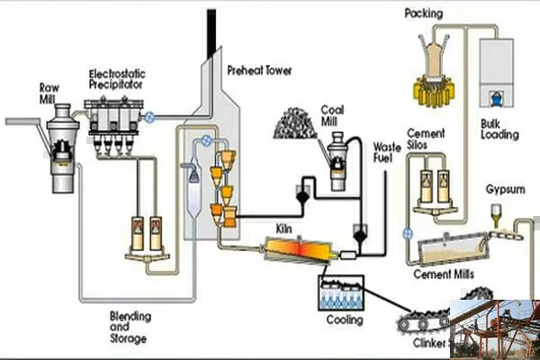 Packing
Raw
Mill
Electrostatic
Precipitator
Preheat Tower
Coal
Mill
Bulk
Loading
Cement
Silos
Waste
Fuel
Gypsum
Kiln
Cement Mills
Blending
and
Storage
Cooling
Clinker